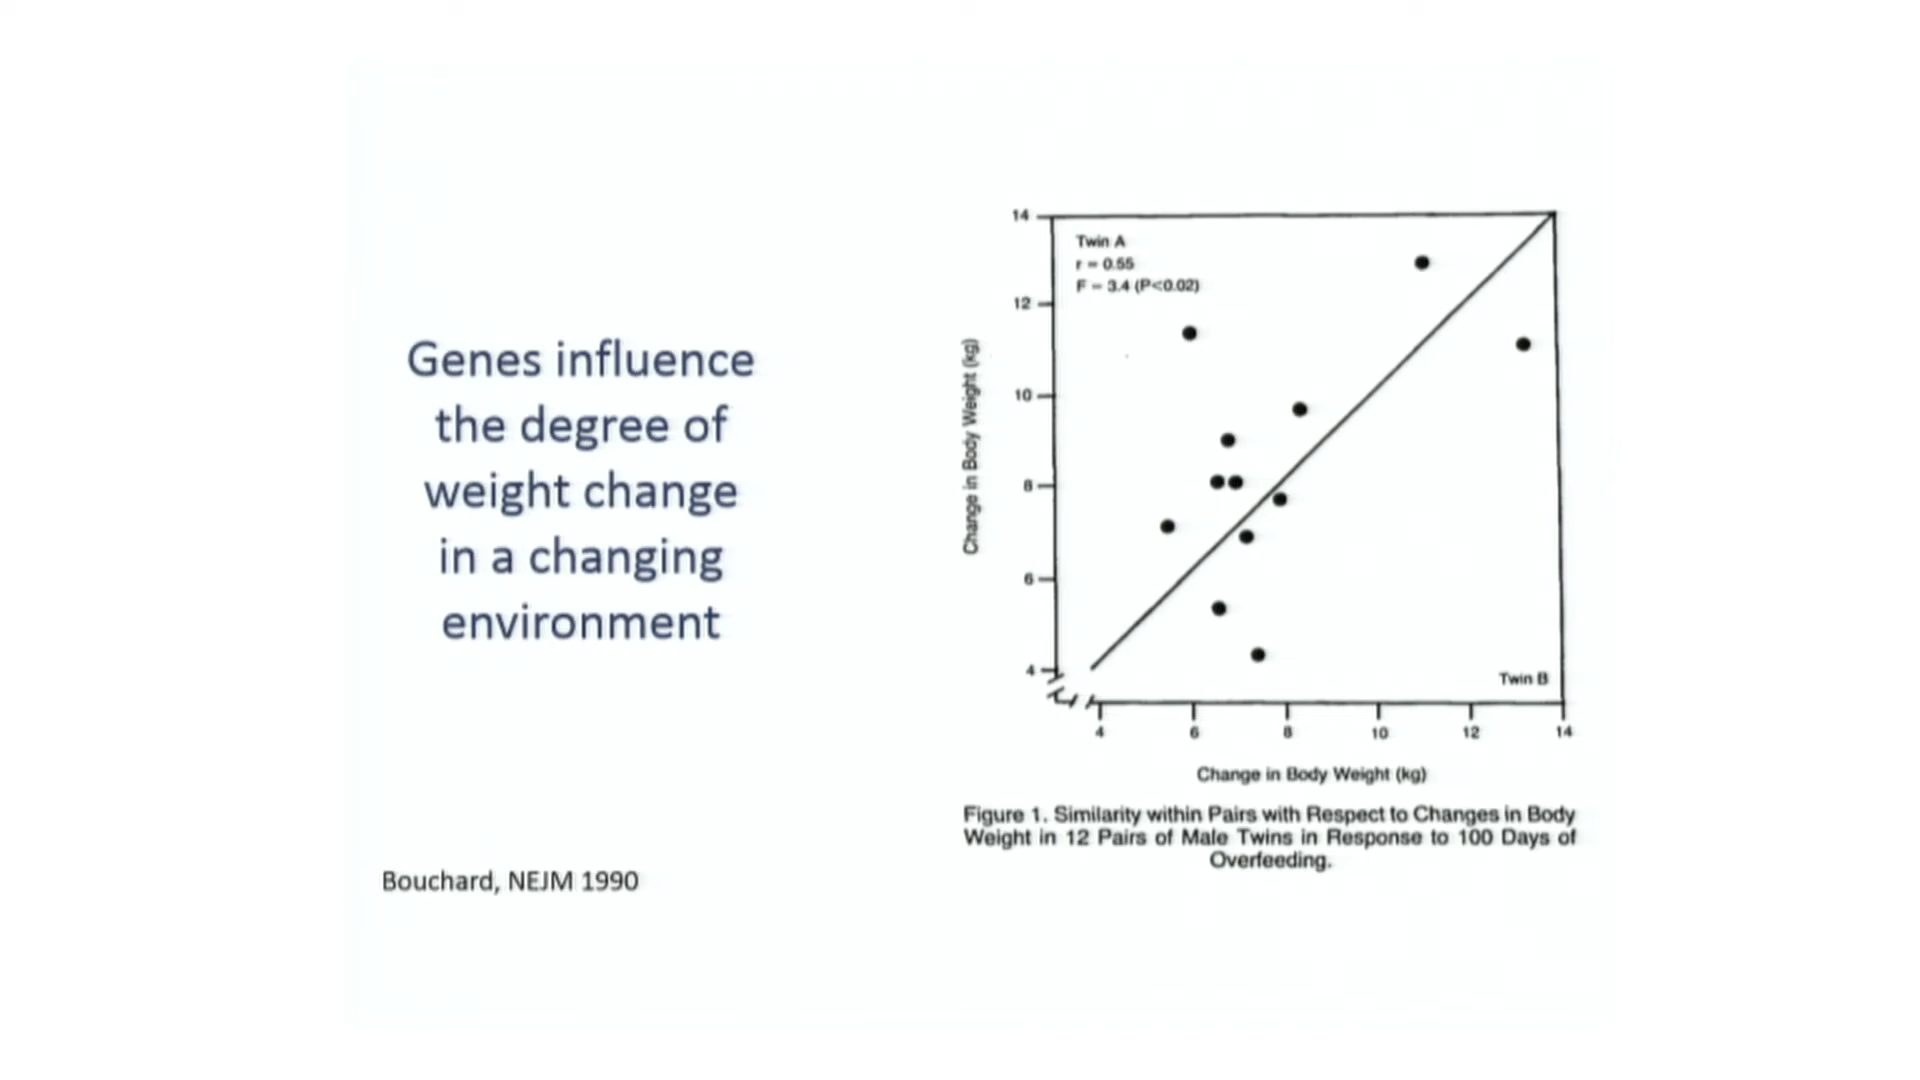 Genes influence
the degree of
weight change
in a changing
environment
Bouchard, NEJM 1990
Twin A
r = 0.55
F = 3.4 (P<0.02)
Change in Body Weight (kg)
14
12
10
8
6
4
Twin B
4 6 8 10 12 14
Change in Body Weight (kg)
Figure 1. Similarity within Pairs with Respect to Changes in Body
Weight in 12 Pairs of Male Twins in Response to 100 Days of
Overfeeding.